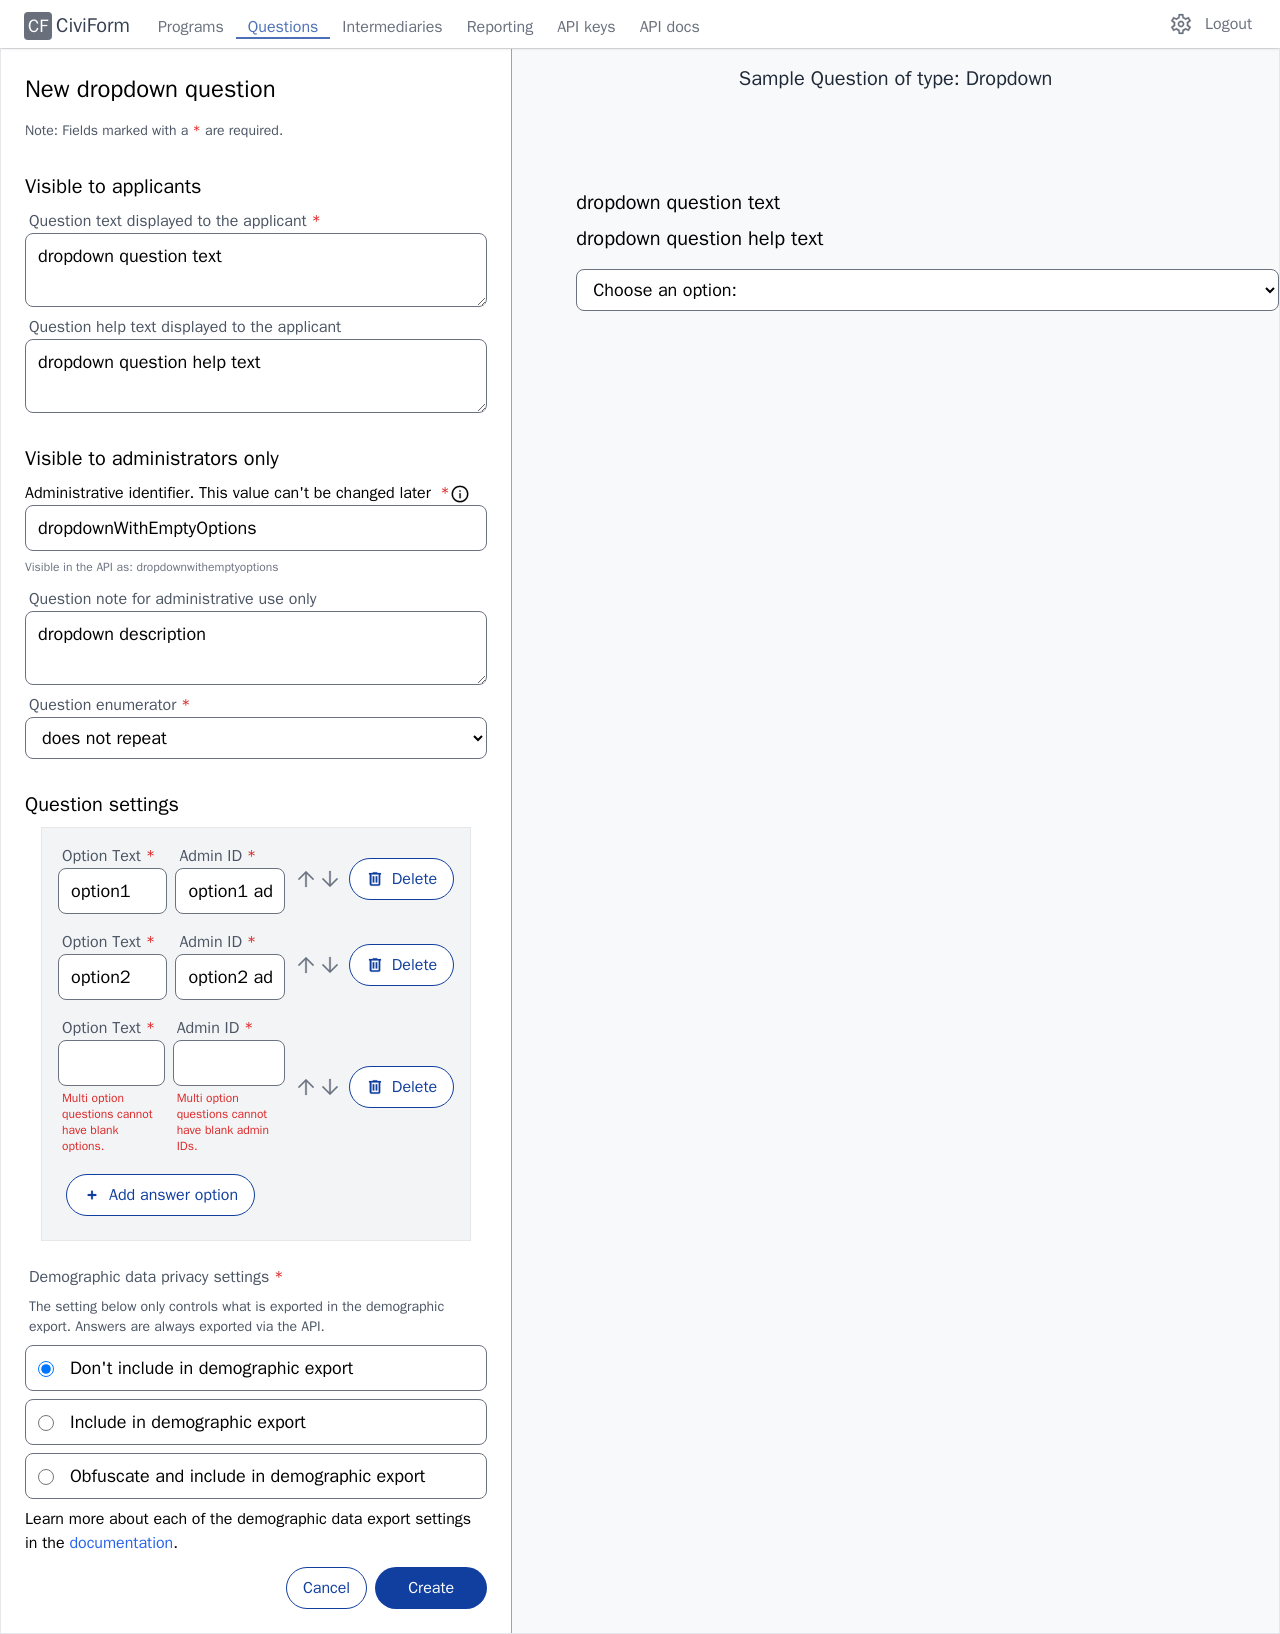 CF CiviForm Programs Questions Intermediaries Reporting API keys API docs Logout
New dropdown question
Note: Fields marked with a * are required.
Visible to applicants
Question text displayed to the applicant *
dropdown question text
Question help text displayed to the applicant
dropdown question help text
Visible to administrators only
Administrative identifier. This value can't be changed later *
dropdownWithEmptyOptions
Visible in the API as: dropdownwithemptyoptions
Question note for administrative use only
dropdown description
Question enumerator *
does not repeat
Question settings
Option Text * Admin ID *
option1 option1 ad Delete
Option Text * Admin ID *
option2 option2 ad Delete
Option Text * Admin ID *
Delete
Multi option
questions cannot
have blank
options.
Multi option
questions cannot
have blank admin
IDs.
+ Add answer option
Demographic data privacy settings *
The setting below only controls what is exported in the demographic
export. Answers are always exported via the API.
Don't include in demographic export
Include in demographic export
Obfuscate and include in demographic export
Learn more about each of the demographic data export settings
in the documentation.
Cancel Create
Sample Question of type: Dropdown
dropdown question text
dropdown question help text
Choose an option: